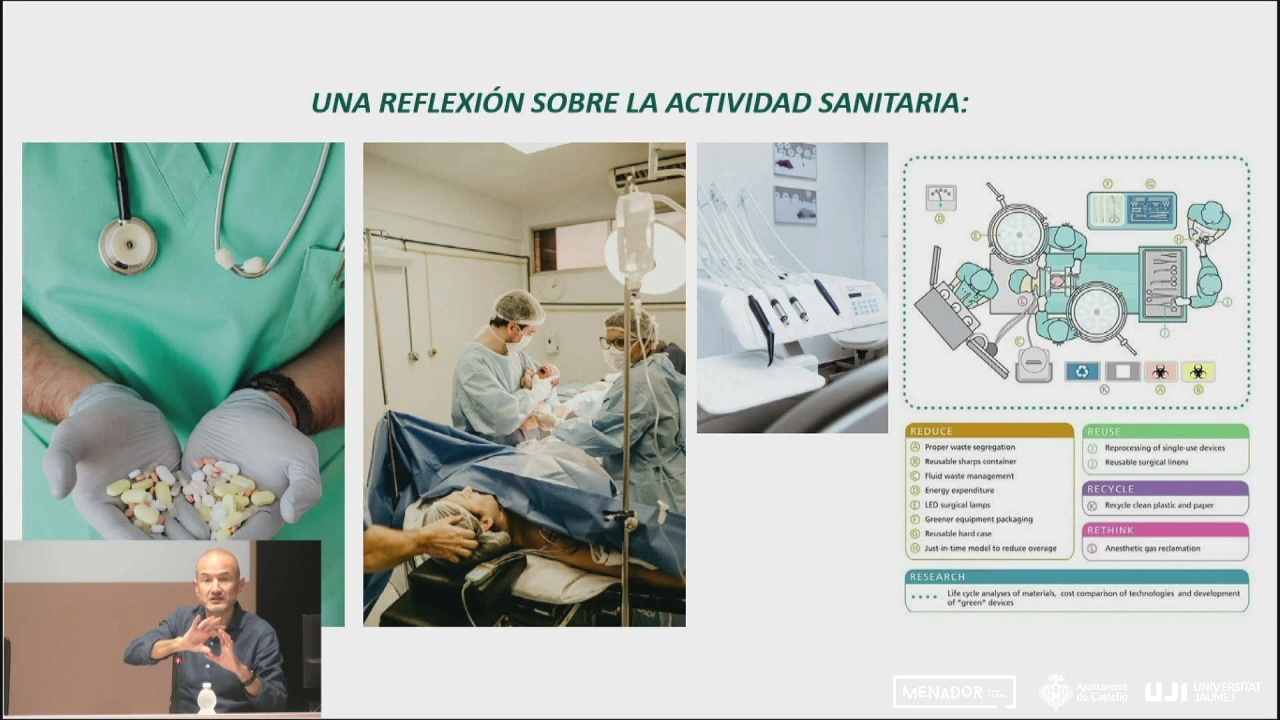 UNA REFLEXIÓN SOBRE LA ACTIVIDAD SANITARIA:
F
G
D
E
H
L
J
C
I
K
A
B
REDUCE
A Proper waste segregation
B Reusable sharps container
C Fluid waste management
D Energy expenditure
E LED surgical lamps
F Greener equipment packaging
G Reusable hard case
H Just-in-time model to reduce overage
REUSE
I Reprocessing of single-use devices
J Reusable surgical linens
RECYCLE
K Recycle clean plastic and paper
RETHINK
L Anesthetic gas reclamation
RESEARCH
Life cycle analyses of materials, cost comparison of technologies and development
of "green" devices
MENADOR
Ajuntament
de Castelló
UJI UNIVERSITAT
JAUME I